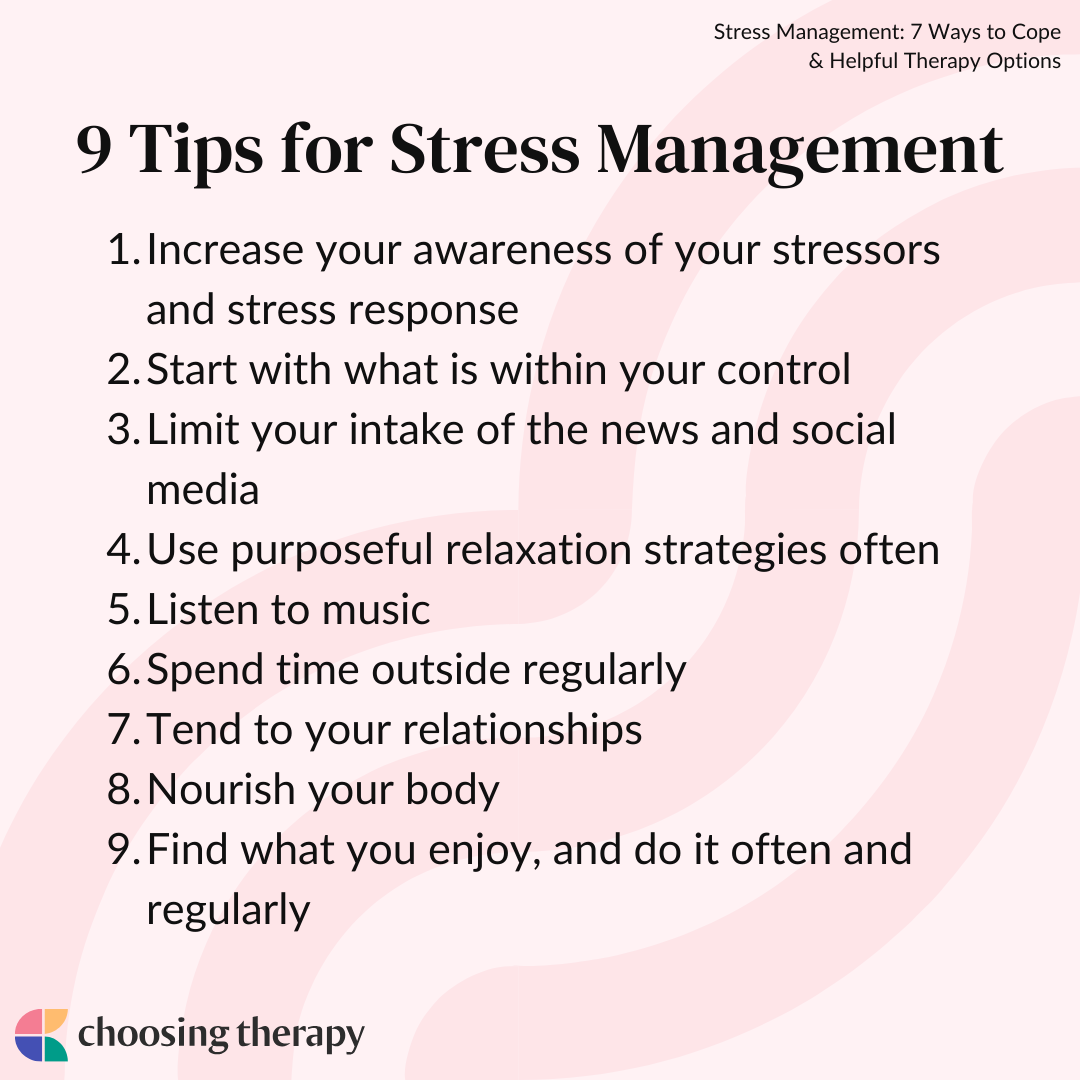 Stress Management: 7 Ways to Cope
& Helpful Therapy Options
9 Tips for Stress Management
1. Increase your awareness of your stressors
and stress response
2. Start with what is within your control
3. Limit your intake of the news and social
media
4. Use purposeful relaxation strategies often
5. Listen to music
6. Spend time outside regularly
7. Tend to your relationships
8. Nourish your body
9. Find what you enjoy, and do it often and
regularly
choosing therapy